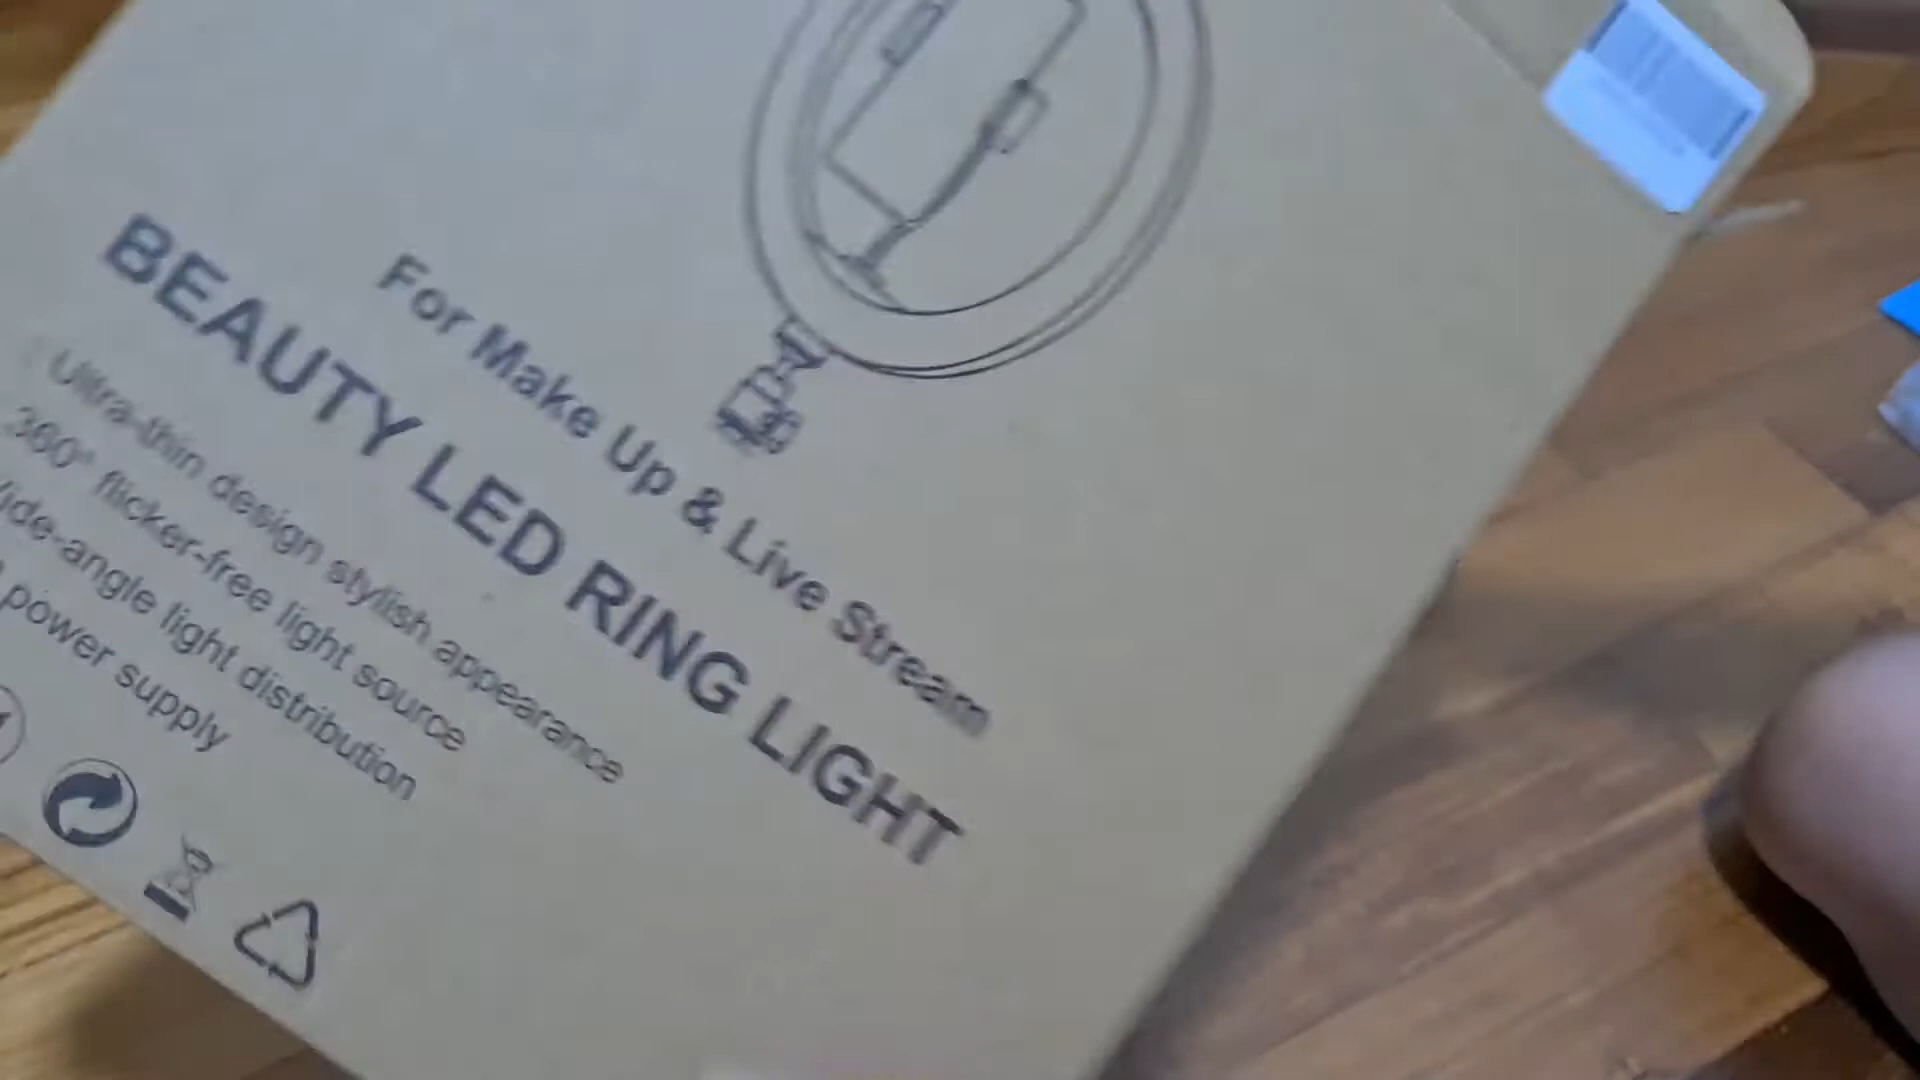 For Make Up & Live Stream
BEAUTY LED RING LIGHT
Ultra-thin design stylish appearance
360° flicker-free light source
ide-angle light distribution
power supply